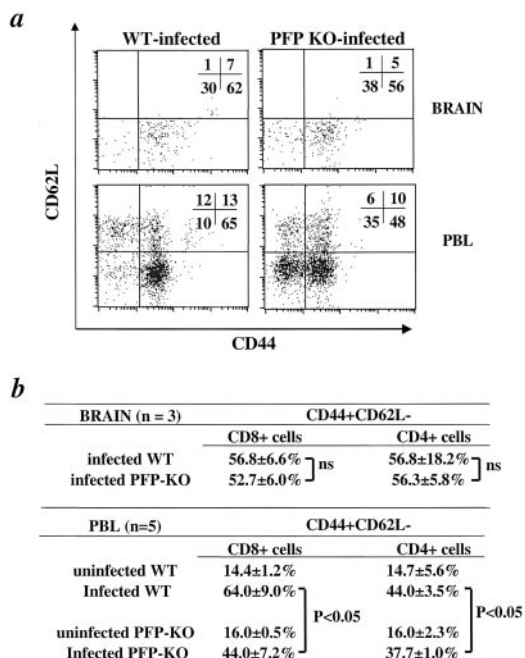 a
WT-infected PFP KO-infected
1 7
30 62
1 5
38 56
BRAIN
12 13
10 65
6 10
35 48
PBL
CD62L
CD44
b
BRAIN (n = 3) CD44+CD62L-
CD8+ cells CD4+ cells
infected WT 56.8±6.6% 56.8±18.2%
ns ns
infected PFP-KO 52.7±6.0% 56.3±5.8%
PBL (n=5) CD44+CD62L-
CD8+ cells CD4+ cells
uninfected WT 14.4±1.2% 14.7±5.6%
Infected WT 64.0±9.0% 44.0±3.5%
P<0.05 P<0.05
uninfected PFP-KO 16.0±0.5% 16.0±2.3%
Infected PFP-KO 44.0±7.2% 37.7±1.0%